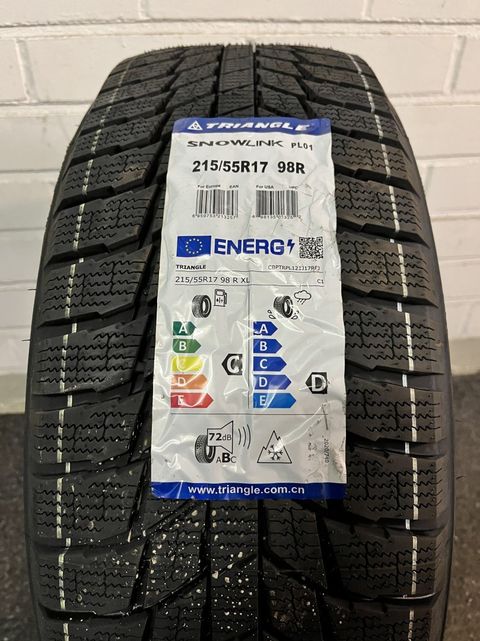 TRIANGLE
SNOWLINK PL01
215/55R17 98R
For Europe EAN For USA UPC
ENERG
TRIANGLE CBPTRPL121J17RFJ
215/55R17 98 R XL C1
A A
B B
C C
D D D
E E
72dB
ABC
www.triangle.com.cn